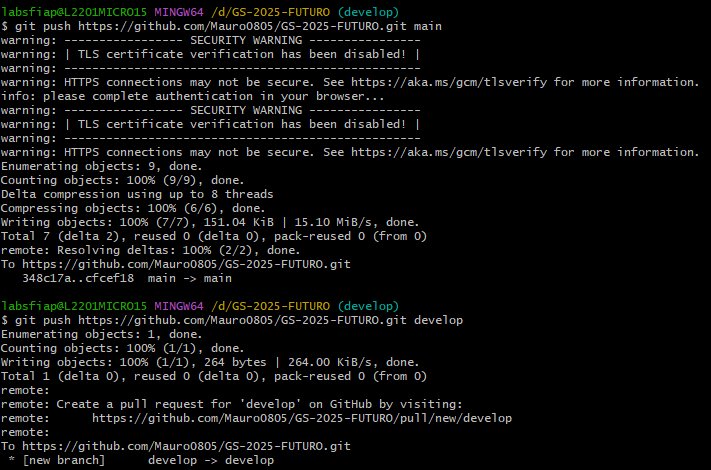 labsfiap@L2201MICRO15 MINGW64 /d/GS-2025-FUTURO (develop)
$ git push https://github.com/Mauro0805/GS-2025-FUTURO.git main
warning: ----------------- SECURITY WARNING ----------------
warning: | TLS certificate verification has been disabled! |
warning: ---------------------------------------------------
warning: HTTPS connections may not be secure. See https://aka.ms/gcm/tlsverify for more information.
info: please complete authentication in your browser...
warning: ----------------- SECURITY WARNING ----------------
warning: | TLS certificate verification has been disabled! |
warning: ---------------------------------------------------
warning: HTTPS connections may not be secure. See https://aka.ms/gcm/tlsverify for more information.
Enumerating objects: 9, done.
Counting objects: 100% (9/9), done.
Delta compression using up to 8 threads
Compressing objects: 100% (6/6), done.
Writing objects: 100% (7/7), 151.04 KiB | 15.10 MiB/s, done.
Total 7 (delta 2), reused 0 (delta 0), pack-reused 0 (from 0)
remote: Resolving deltas: 100% (2/2), done.
To https://github.com/Mauro0805/GS-2025-FUTURO.git
   348c17a..cfcef18  main -> main
labsfiap@L2201MICRO15 MINGW64 /d/GS-2025-FUTURO (develop)
$ git push https://github.com/Mauro0805/GS-2025-FUTURO.git develop
Enumerating objects: 1, done.
Counting objects: 100% (1/1), done.
Writing objects: 100% (1/1), 264 bytes | 264.00 KiB/s, done.
Total 1 (delta 0), reused 0 (delta 0), pack-reused 0 (from 0)
remote:
remote: Create a pull request for 'develop' on GitHub by visiting:
remote:      https://github.com/Mauro0805/GS-2025-FUTURO/pull/new/develop
remote:
To https://github.com/Mauro0805/GS-2025-FUTURO.git
 * [new branch]      develop -> develop